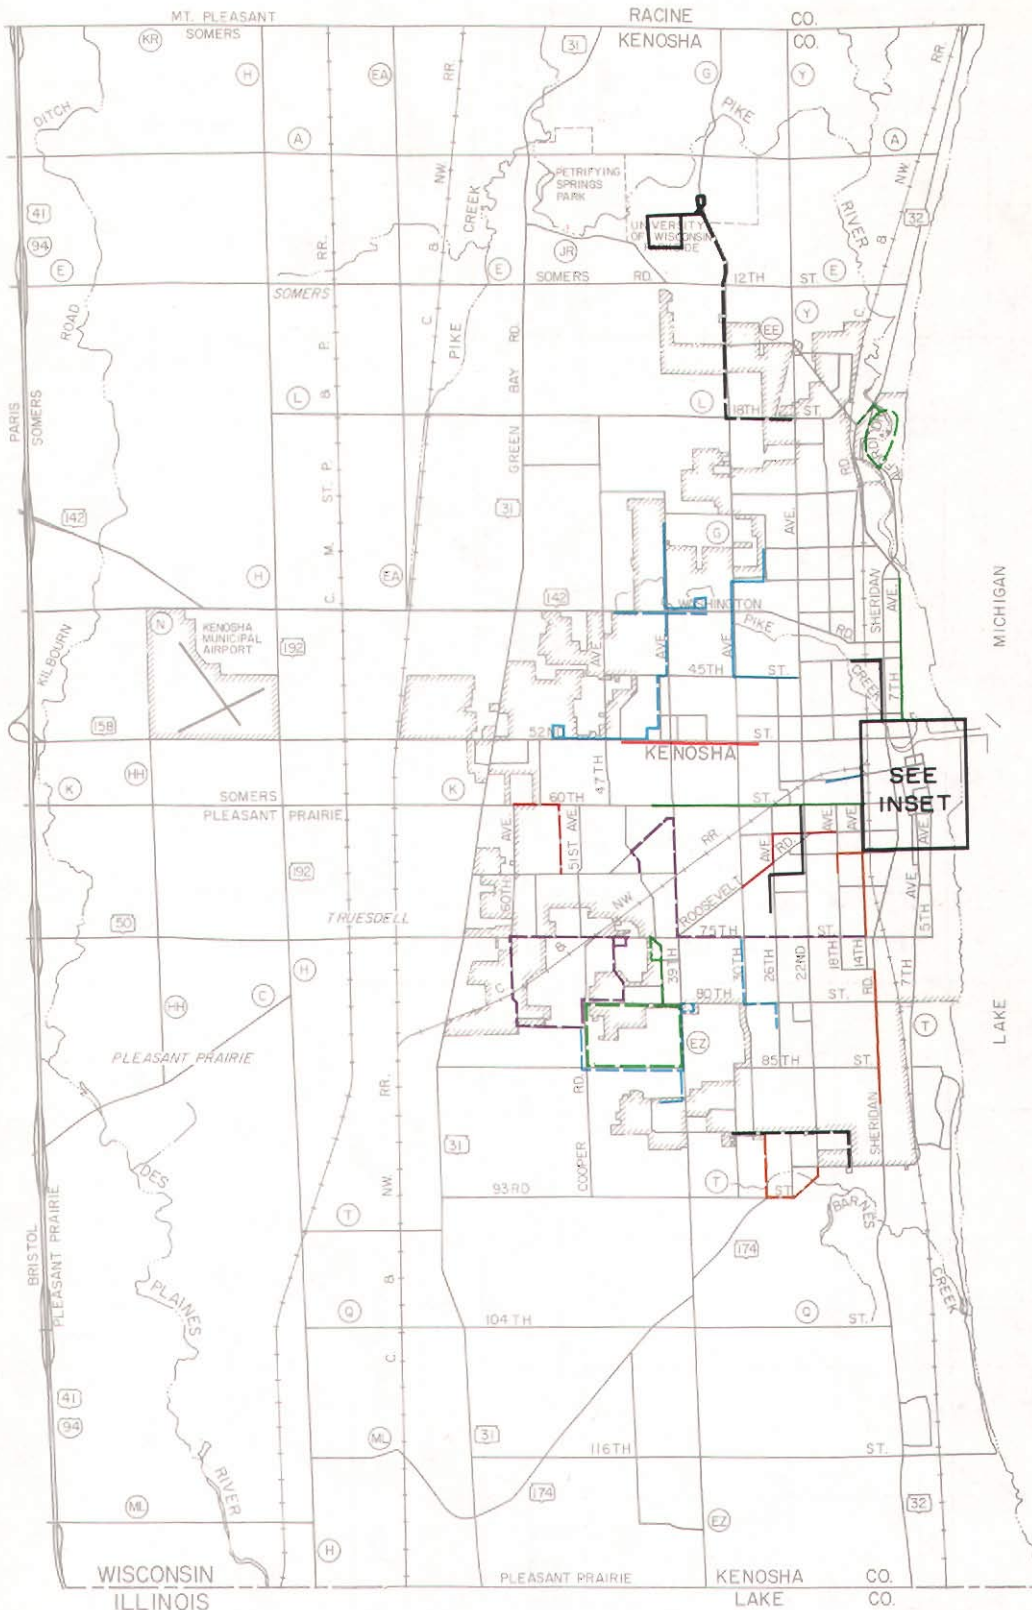 MT. PLEASANT
SOMERS
RACINE CO.
KENOSHA CO.
KR
H
EA
RR.
31
G
Y
RR.
DITCH
PIKE
A
A
NW.
NW.
PETRIFYING
SPRINGS
PARK
CREEK
41
94
E
UNIVERSITY
OF WISCONSIN
PARKSIDE
32
RIVER
B
B
RR.
JR
E
SOMERS RD.
12TH ST.
E
SOMERS
ROAD
C.
PIKE
RD.
Y
EE
C.
P.
B
L
BAY
L
18TH ST.
PARIS
SOMERS
P.
GREEN
RD.
ST.
31
AVE.
142
M.
G
H
EA
C.
142
WASHINGTON
RD.
PIKE
SHERIDAN
AVE.
MICHIGAN
N
KENOSHA
MUNICIPAL
AIRPORT
192
AVE.
AVE.
AVE.
45TH ST.
CREEK
7TH
KILBOURN
158
52ND ST.
KENOSHA
SEE
INSET
HH
K
K
47TH
SOMERS
PLEASANT PRAIRIE
60TH ST.
AVE.
AVE.
RR.
AVE.
RD.
AVE.
AVE.
AVE.
192
51ST
60TH
NW.
ROOSEVELT
AVE.
5TH
50
TRUESDELL
B
75TH ST.
H
C
C.
39TH
30TH
26TH
22ND
18TH
14TH
RD.
7TH
HH
80TH ST.
T
LAKE
PLEASANT PRAIRIE
EZ
85TH ST.
RR.
RD.
SHERIDAN
DES
31
COOPER
NW.
93RD ST.
T
T
BARNES
BRISTOL
PLEASANT PRAIRIE
174
PLAINES
B
CREEK
Q
104TH ST.
Q
C.
41
94
ML
31
116TH ST.
RIVER
174
ML
EZ
32
H
WISCONSIN
ILLINOIS
PLEASANT PRAIRIE
KENOSHA CO.
LAKE CO.